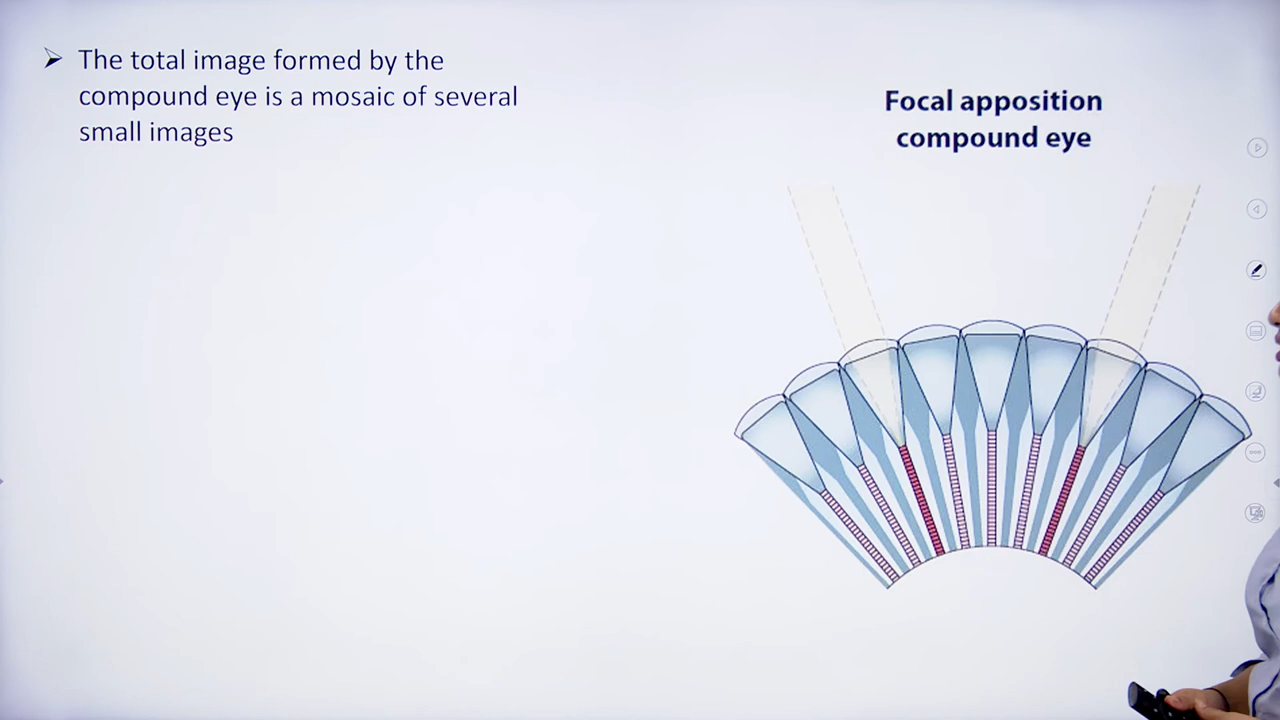 The total image formed by the
compound eye is a mosaic of several
small images
Focal apposition
compound eye